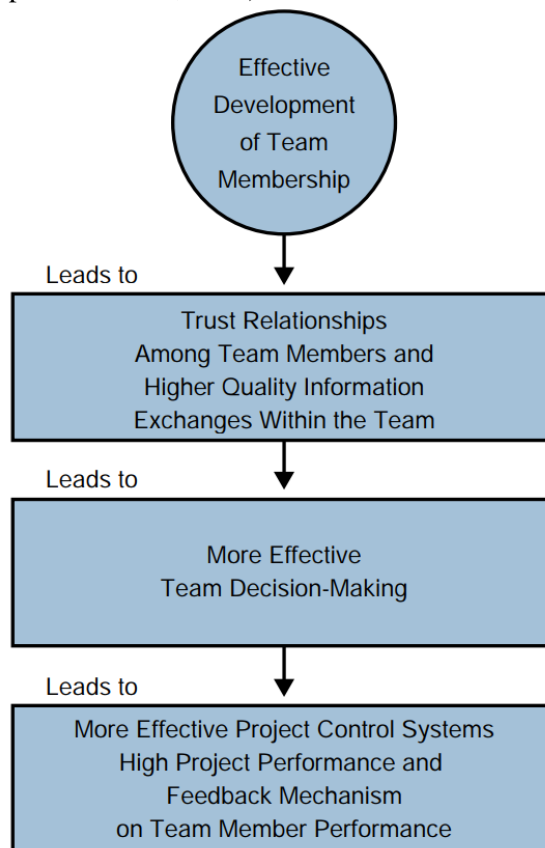 Effective
Development
of Team
Membership
Leads to
Trust Relationships
Among Team Members and
Higher Quality Information
Exchanges Within the Team
Leads to
More Effective
Team Decision-Making
Leads to
More Effective Project Control Systems
High Project Performance and
Feedback Mechanism
on Team Member Performance